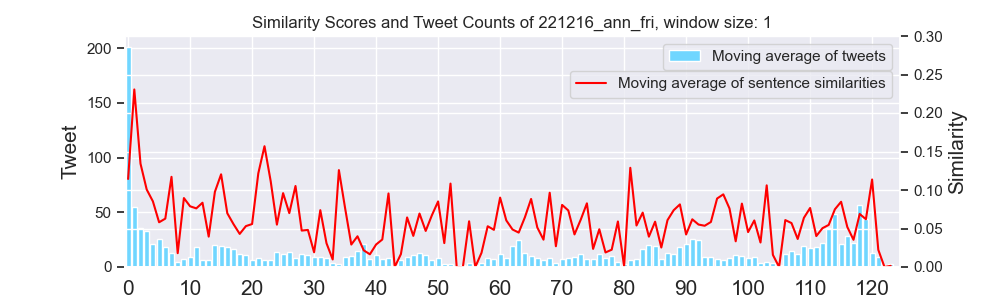 Similarity Scores and Tweet Counts of 221216_ann_fri, window size: 1
Moving average of tweets
Moving average of sentence similarities
Tweet
200
150
100
50
0
0.30
0.25
0.20
0.15
0.10
0.05
0.00
Similarity
0 10 20 30 40 50 60 70 80 90 100 110 120